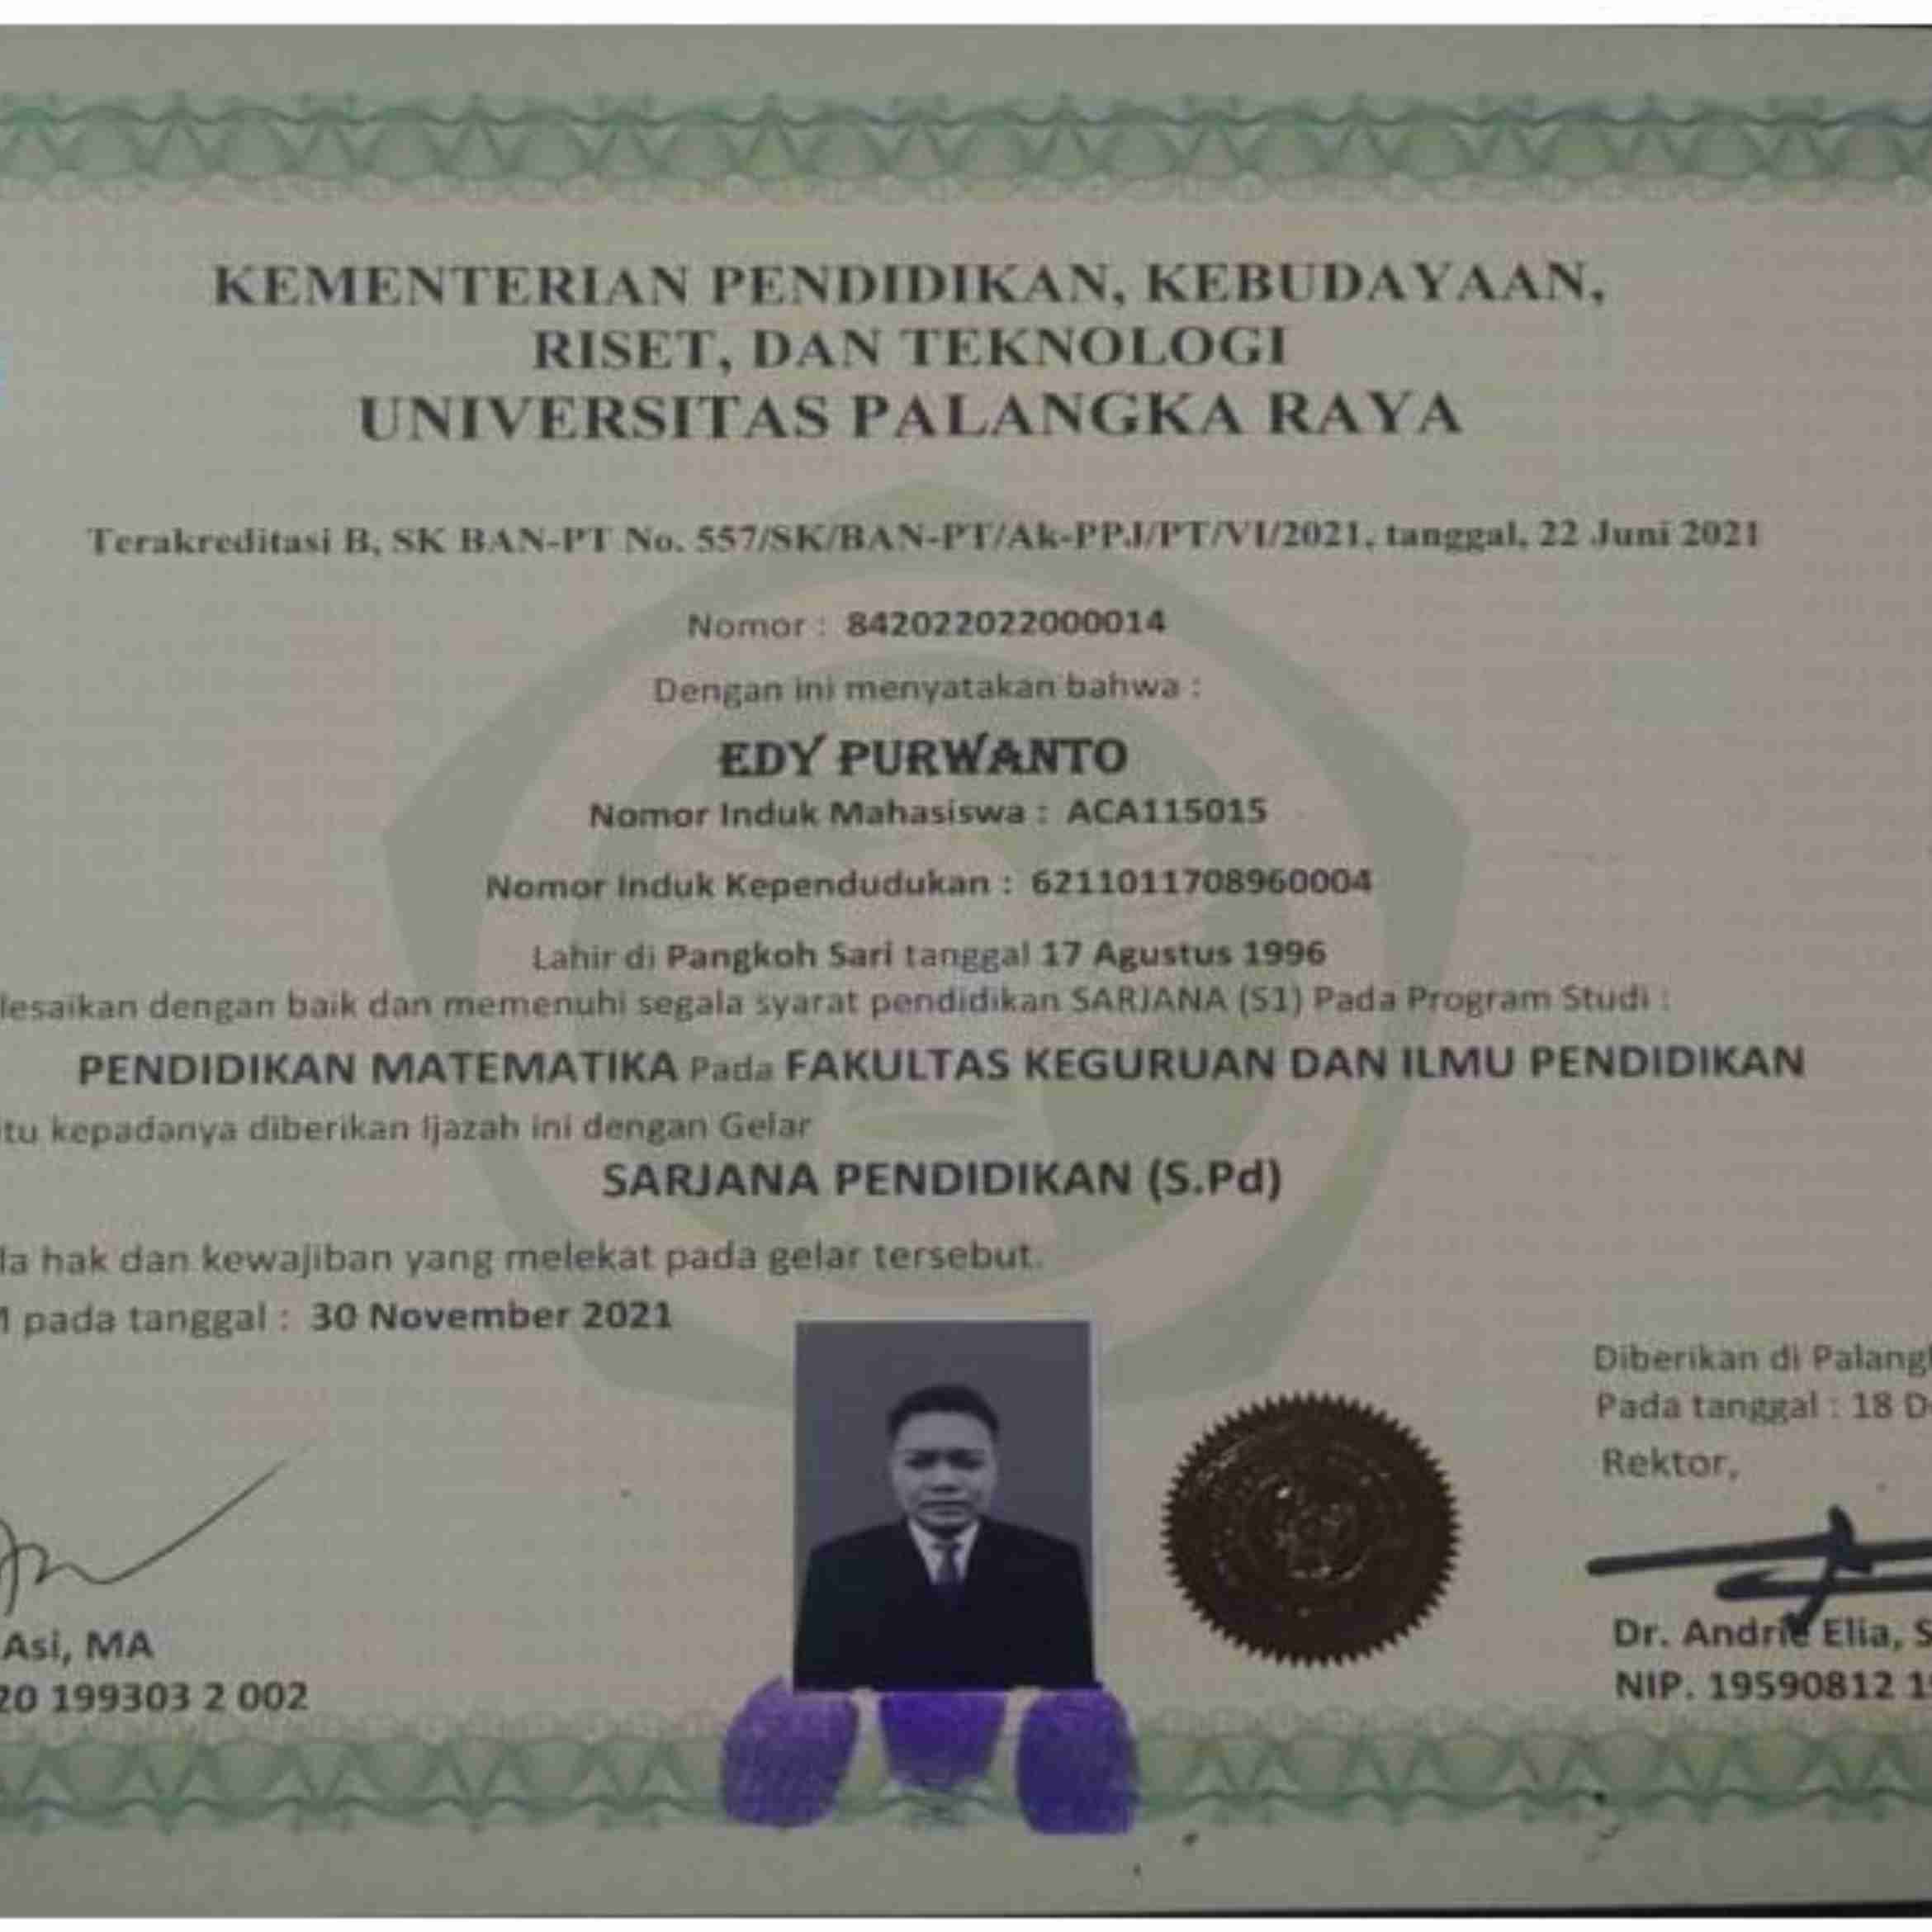 KEMENTERIAN PENDIDIKAN, KEBUDAYAAN,
RISET, DAN TEKNOLOGI
UNIVERSITAS PALANGKA RAYA
Terakreditasi B, SK BAN-PT No. 557/SK/BAN-PT/Ak-PPJ/PT/VI/2021, tanggal, 22 Juni 2021
Nomor : 842022022000014
Dengan ini menyatakan bahwa :
EDY PURWANTO
Nomor Induk Mahasiswa : ACA115015
Nomor Induk Kependudukan : 6211011708960004
Lahir di Pangkoh Sari tanggal 17 Agustus 1996
lesaikan dengan baik dan memenuhi segala syarat pendidikan SARJANA (S1) Pada Program Studi :
PENDIDIKAN MATEMATIKA Pada FAKULTAS KEGURUAN DAN ILMU PENDIDIKAN
itu kepadanya diberikan Ijazah ini dengan Gelar
SARJANA PENDIDIKAN (S.Pd)
la hak dan kewajiban yang melekat pada gelar tersebut.
pada tanggal : 30 November 2021
Diberikan di Palang
Pada tanggal : 18 D
Rektor,
Asi, MA
20 199303 2 002
Dr. Andrie Elia, S
NIP. 19590812 1